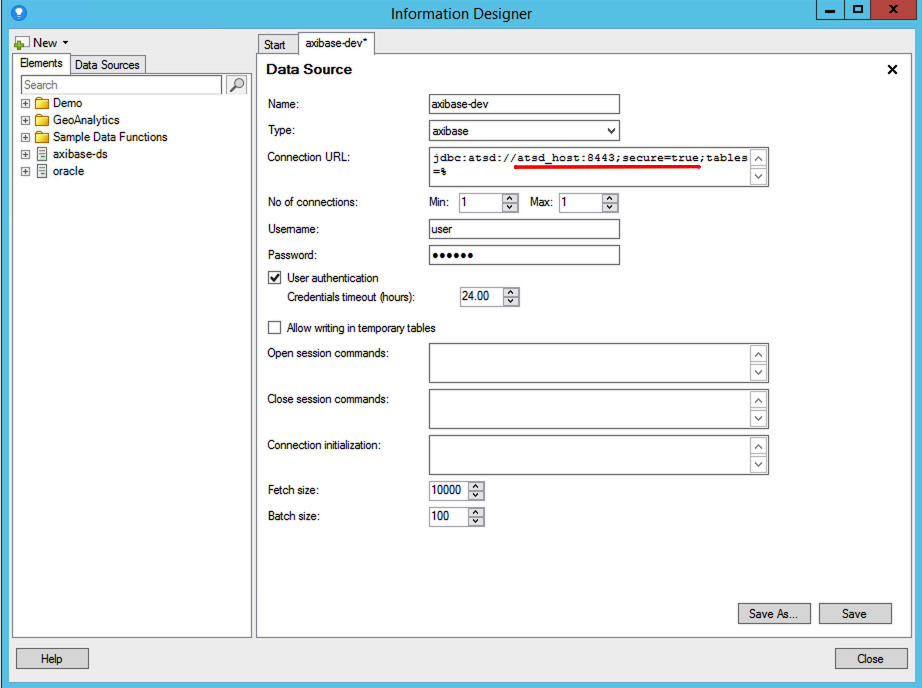 Information Designer
New
Elements
Data Sources
Search
Demo
GeoAnalytics
Sample Data Functions
axibase-ds
oracle
Start
axibase-dev*
Data Source
Name:
axibase-dev
Type:
axibase
Connection URL:
jdbc:atsd://atsd_host:8443;secure=true;tables
=%
No of connections:
Min:
1
Max:
1
Username:
user
Password:
●●●●●●
User authentication
Credentials timeout (hours):
24.00
Allow writing in temporary tables
Open session commands:
Close session commands:
Connection initialization:
Fetch size:
10000
Batch size:
100
Save As...
Save
Help
Close